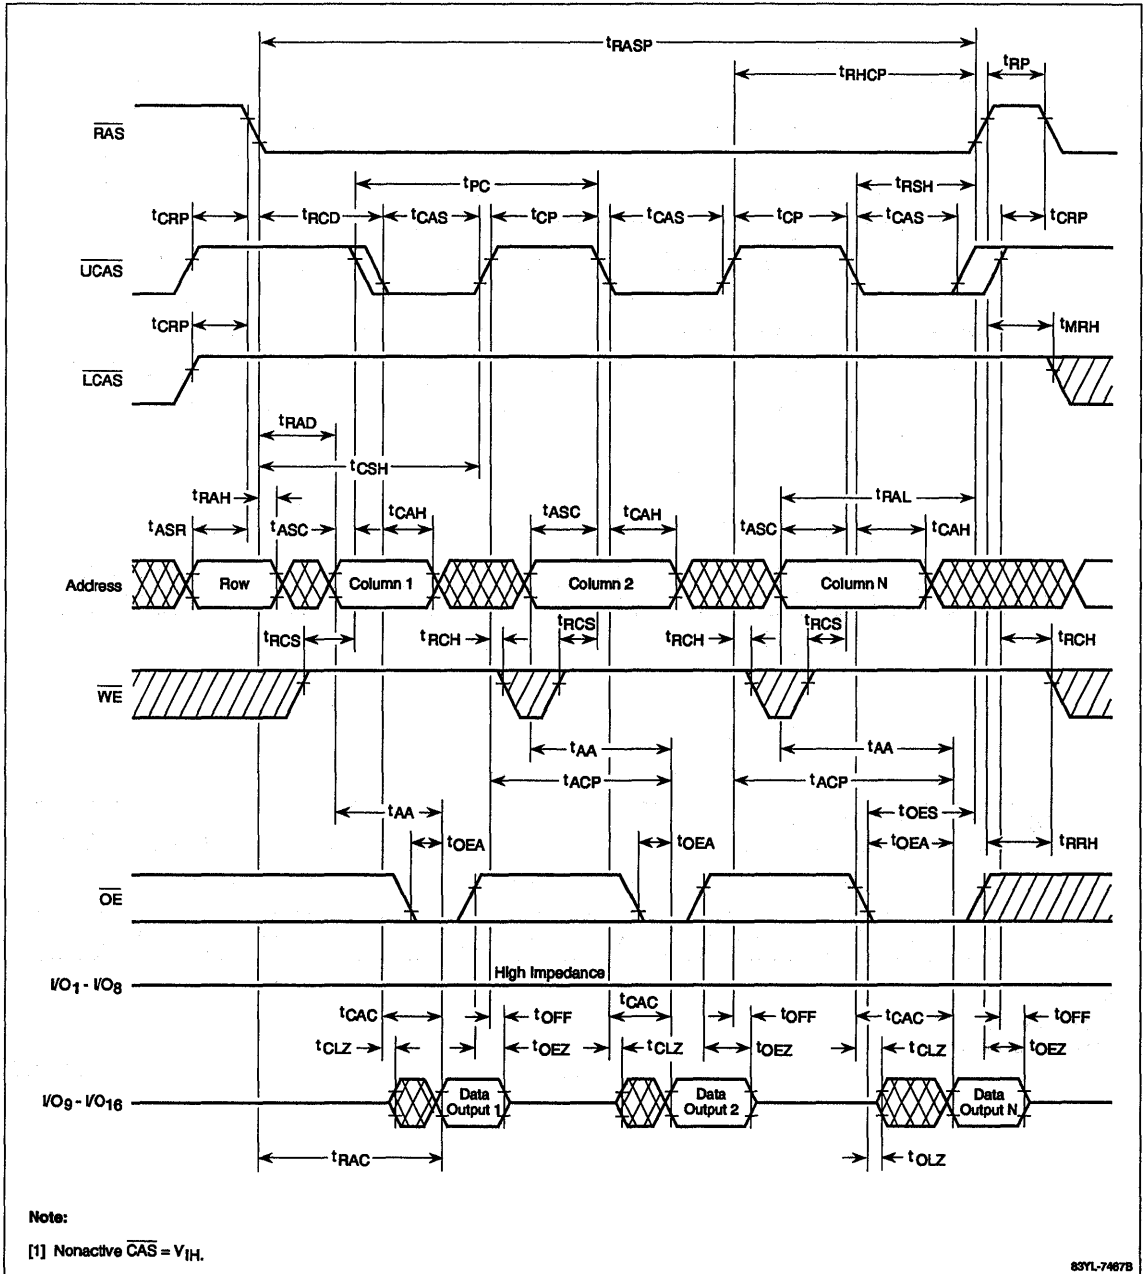 tRASP
tRHCP tRP
RAS
tPC tRSH
tCRP tRCD tCAS tCP tCAS tCP tCAS tCRP
UCAS
tCRP tMRH
LCAS
tRAD
tCSH
tRAH tRAL
tASR tASC tCAH tASC tCAH tASC tCAH
Address Row Column 1 Column 2 Column N
tRCS tRCH tRCS tRCH tRCS tRCH
WE
tAA tAA
tACP tACP
tAA tOES
tOEA tOEA tOEA tRRH
OE
High Impedance
I/O1 - I/O8
tCAC tOFF tCAC tOFF tCAC tOFF
tCLZ tOEZ tCLZ tOEZ tCLZ tOEZ
I/O9 - I/O16 Data Output 1 Data Output 2 Data Output N
tRAC tOLZ
Note:
[1] Nonactive CAS = VIH.
83YL-7467B